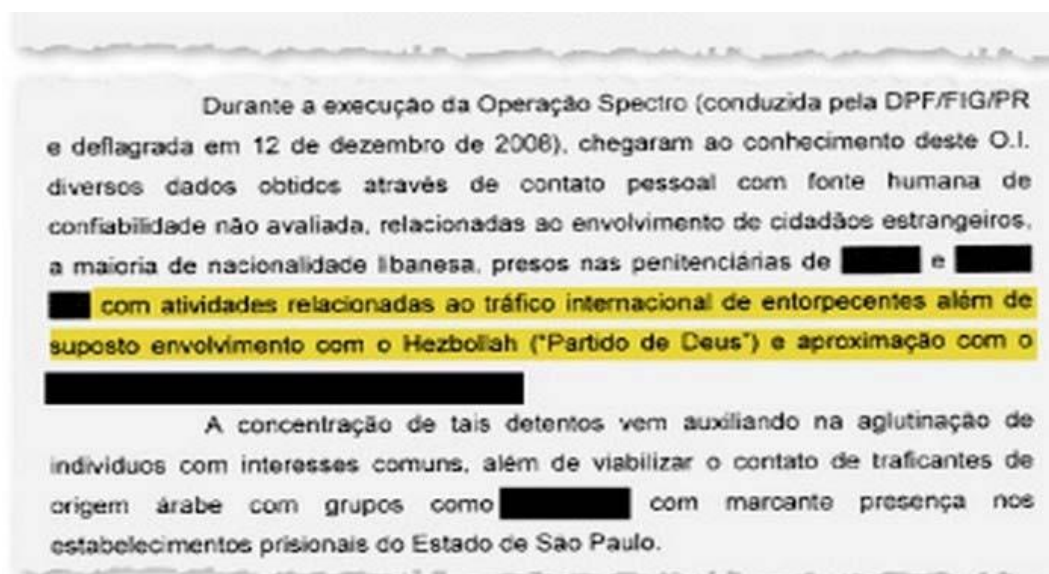 Durante a execução da Operação Spectro (conduzida pela DPF/FIG/PR
e deflagrada em 12 de dezembro de 2008), chegaram ao conhecimento deste O.I.
diversos dados obtidos através de contato pessoal com fonte humana de
confiabilidade não avaliada, relacionadas ao envolvimento de cidadãos estrangeiros,
a maioria de nacionalidade libanesa, presos nas penitenciárias de e
com atividades relacionadas ao tráfico internacional de entorpecentes além de
suposto envolvimento com o Hezbollah ("Partido de Deus") e aproximação com o
A concentração de tais detentos vem auxiliando na aglutinação de
indivíduos com interesses comuns, além de viabilizar o contato de traficantes de
origem árabe com grupos como com marcante presença nos
estabelecimentos prisionais do Estado de São Paulo.